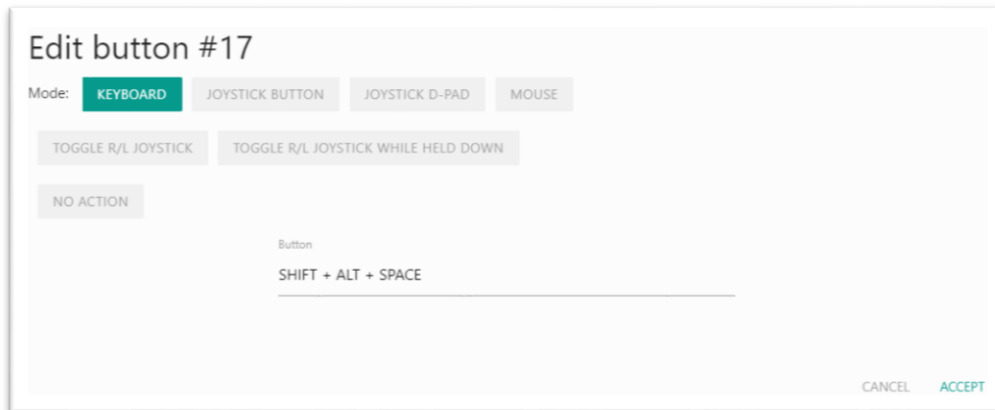 Edit button #17
Mode: KEYBOARD JOYSTICK BUTTON JOYSTICK D-PAD MOUSE
TOGGLE R/L JOYSTICK TOGGLE R/L JOYSTICK WHILE HELD DOWN
NO ACTION
Button
SHIFT + ALT + SPACE
CANCEL ACCEPT